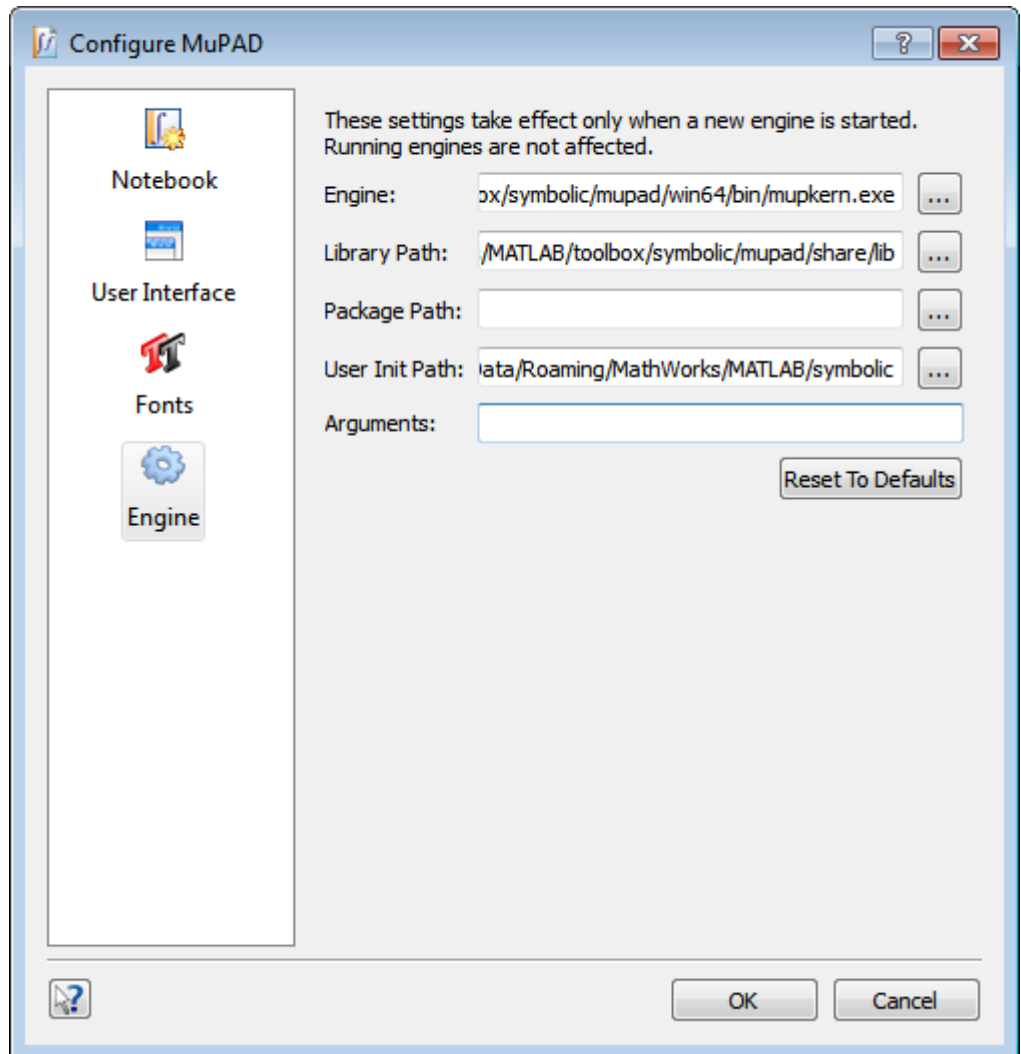 Configure MuPAD
Notebook
User Interface
Fonts
Engine
These settings take effect only when a new engine is started.
Running engines are not affected.
Engine: ox/symbolic/mupad/win64/bin/mupkern.exe ...
Library Path: /MATLAB/toolbox/symbolic/mupad/share/lib ...
Package Path: ...
User Init Path: Data/Roaming/MathWorks/MATLAB/symbolic ...
Arguments:
Reset To Defaults
OK Cancel